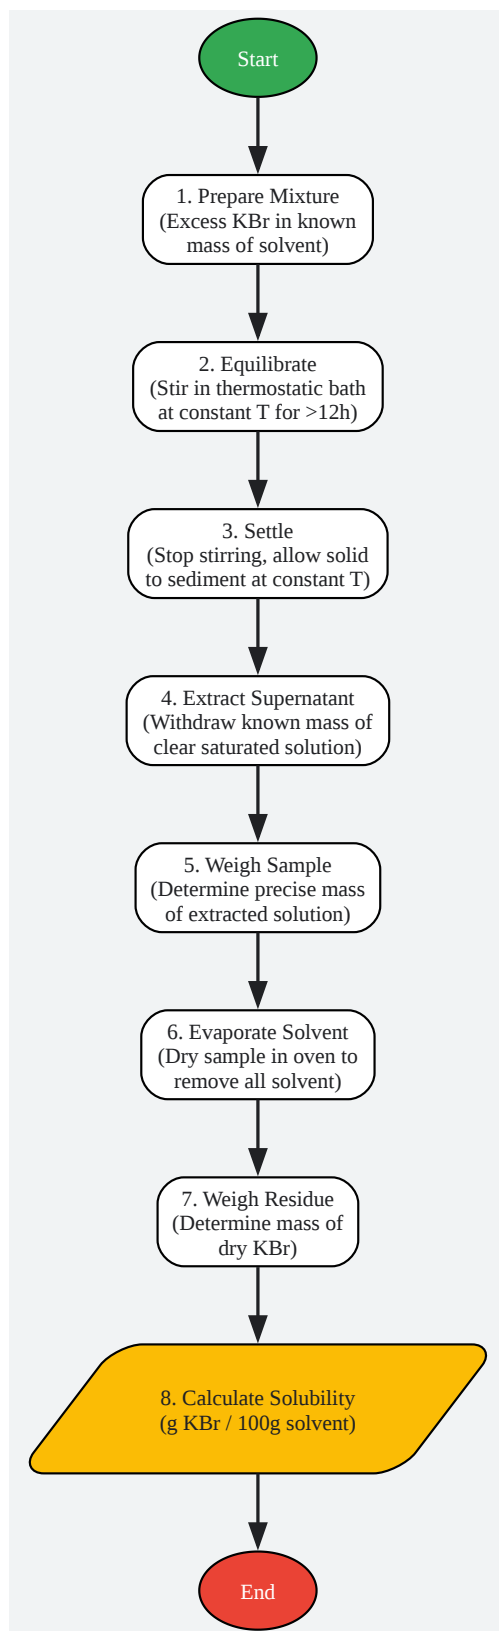 Start
1. Prepare Mixture
(Excess KBr in known
mass of solvent)
2. Equilibrate
(Stir in thermostatic bath
at constant T for >12h)
3. Settle
(Stop stirring, allow solid
to sediment at constant T)
4. Extract Supernatant
(Withdraw known mass of
clear saturated solution)
5. Weigh Sample
(Determine precise mass
of extracted solution)
6. Evaporate Solvent
(Dry sample in oven to
remove all solvent)
7. Weigh Residue
(Determine mass of
dry KBr)
8. Calculate Solubility
(g KBr / 100g solvent)
End